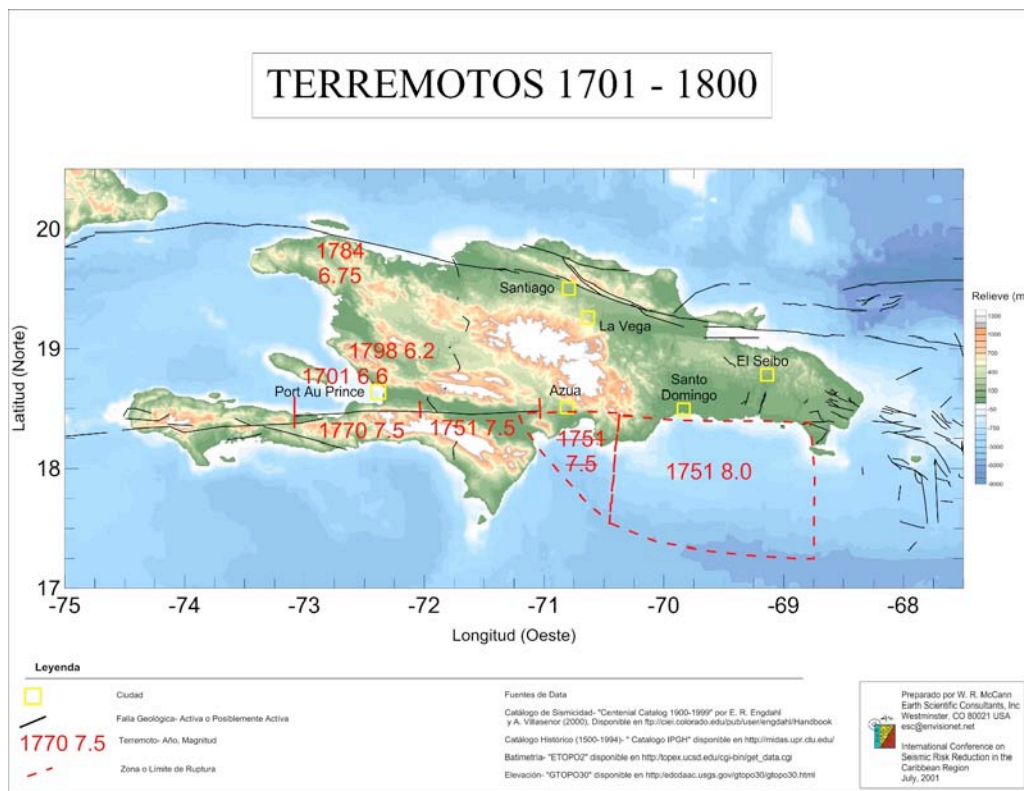 TERREMOTOS 1701 - 1800
20
19
18
17
Latitud (Norte)
-75
-74
-73
-72
-71
-70
-69
-68
Longitud (Oeste)
1784
6.75
Santiago
La Vega
1798 6.2
1701 6.6
Port Au Prince
Azua
Santo
Domingo
El Seibo
1770 7.5
1751 7.5
1751
7.5
1751 8.0
Relieve (m
Leyenda
Ciudad
Falla Geológica- Activa o Posiblemente Activa
1770 7.5
Terremoto- Año, Magnitud
Zona o Límite de Ruptura
Fuentes de Data
Catálogo de Sismicidad- "Centenial Catalog 1900-1999" por E. R. Engdahl
y A. Villasenor (2000), Disponible en ftp://ciei.colorado.edu/pub/user/engdahl/Handbook
Catálogo Histórico (1500-1994)- " Catalogo IPGH" disponible en http://midas.upr.clu.edu/
Batimetría- "ETOPO2" disponible en http://topex.ucsd.edu/cgi-bin/get_data.cgi
Elevación- "GTOPO30" disponible en http:/edcdaac.usgs.gov/gtopo30/gtopo30.html
Preparado por W. R. McCann
Earth Scientific Consultants, Inc
Westminster, CO 80021 USA
esc@envisionet.net
International Conference on
Seismic Risk Reduction in the
Caribbean Region
July, 2001